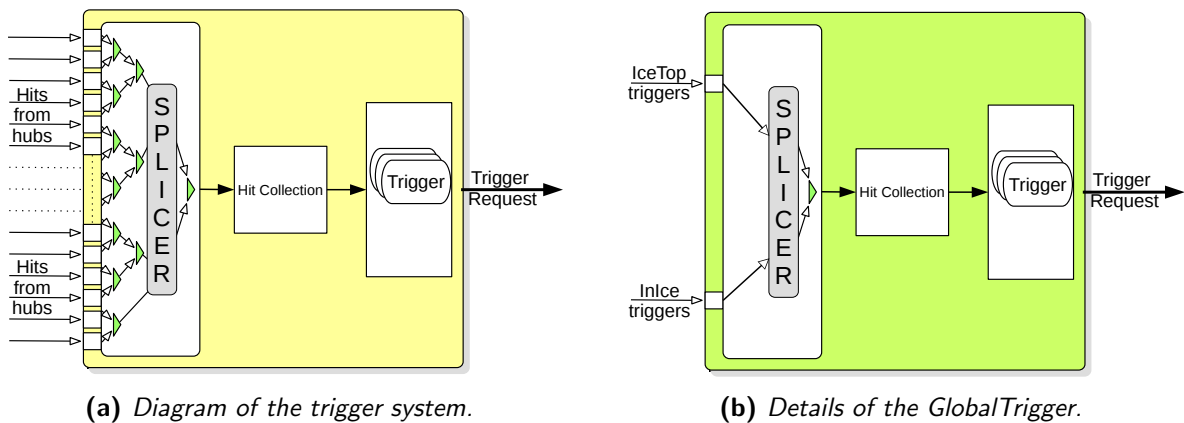 Hits
from
hubs
Hits
from
hubs
S
P
L
I
C
E
R
Hit Collection
Trigger
Trigger
Request
(a) Diagram of the trigger system.
IceTop
triggers
InIce
triggers
S
P
L
I
C
E
R
Hit Collection
Trigger
Trigger
Request
(b) Details of the GlobalTrigger.